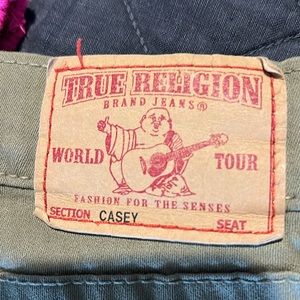 TRUE RELIGION
BRAND JEANS®
WORLD TOUR
FASHION FOR THE SENSES
SECTION CASEY SEAT